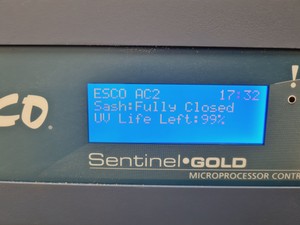 ESCO AC2 17:32
Sash:Fully Closed
UV Life Left:99%
CO.
Sentinel•GOLD
MICROPROCESSOR CONTR